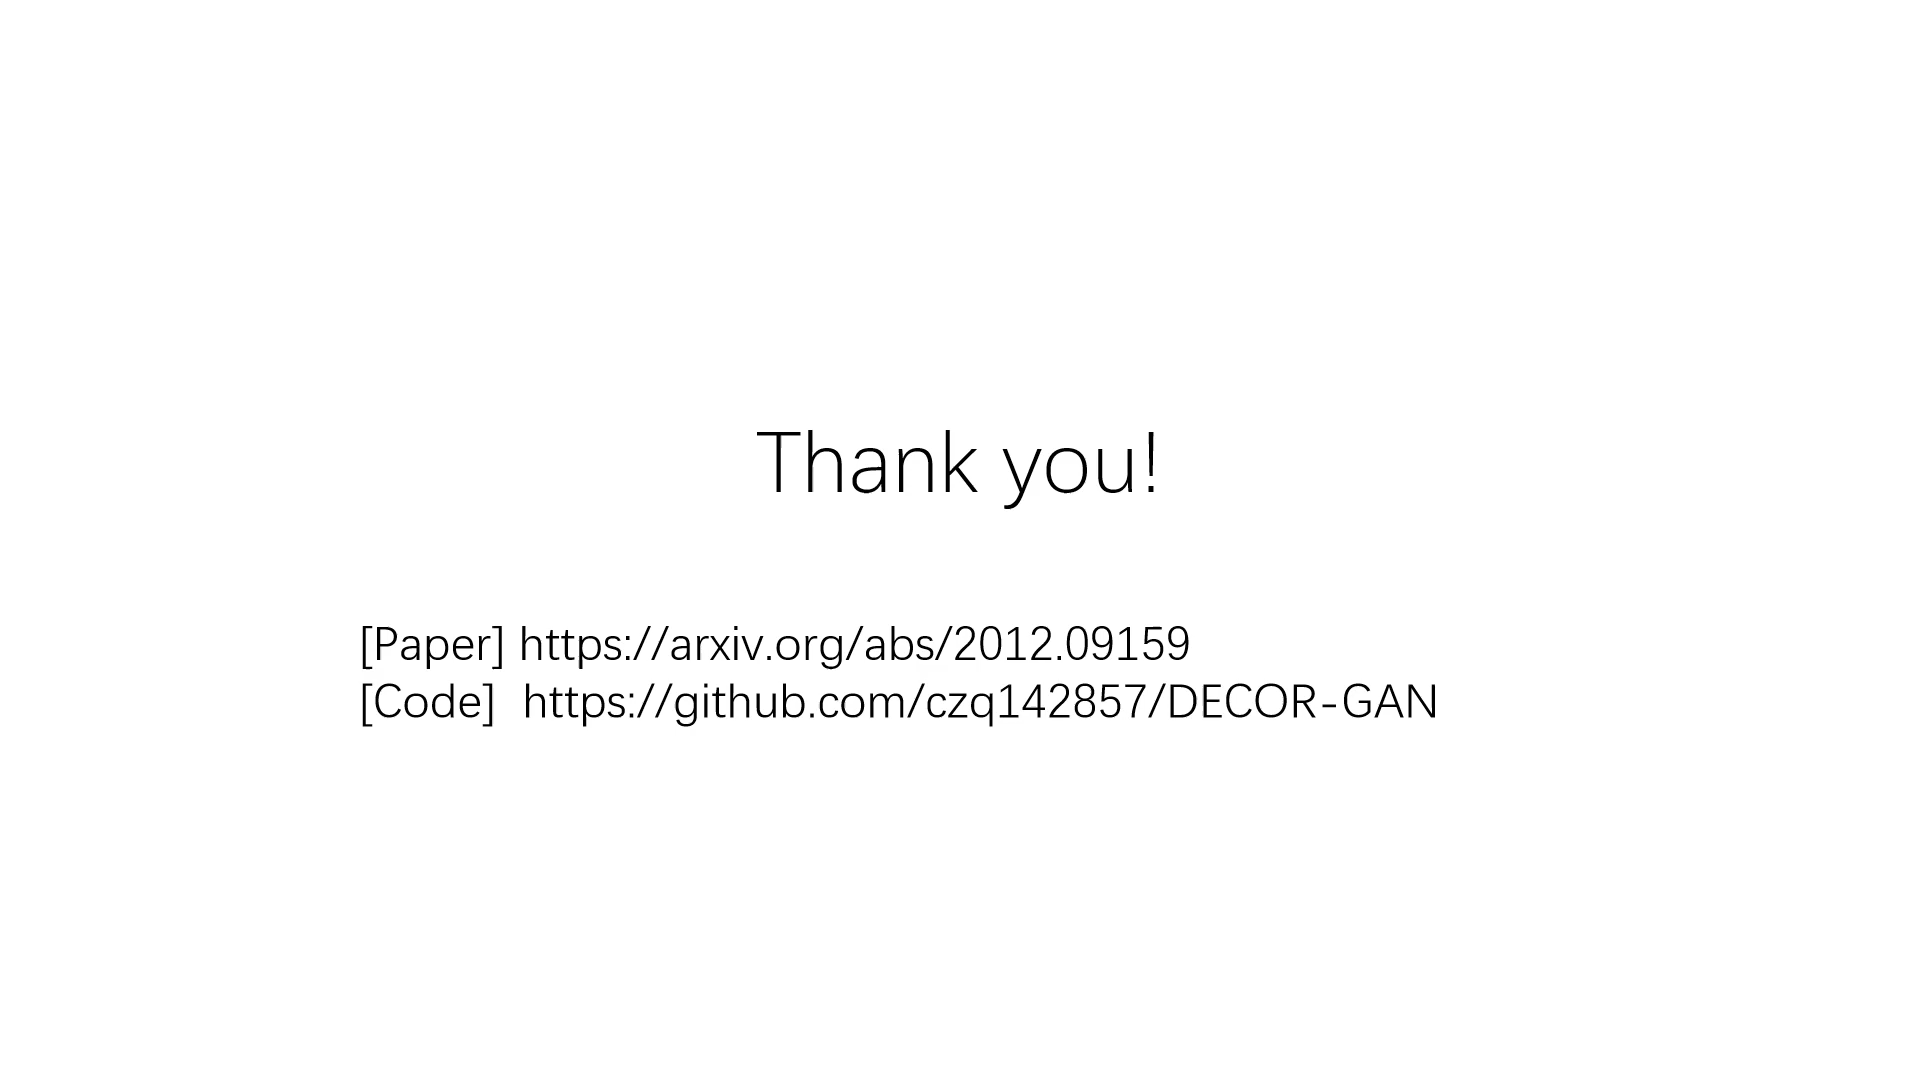 Thank you!
[Paper] https://arxiv.org/abs/2012.09159
[Code] https://github.com/czq142857/DECOR-GAN